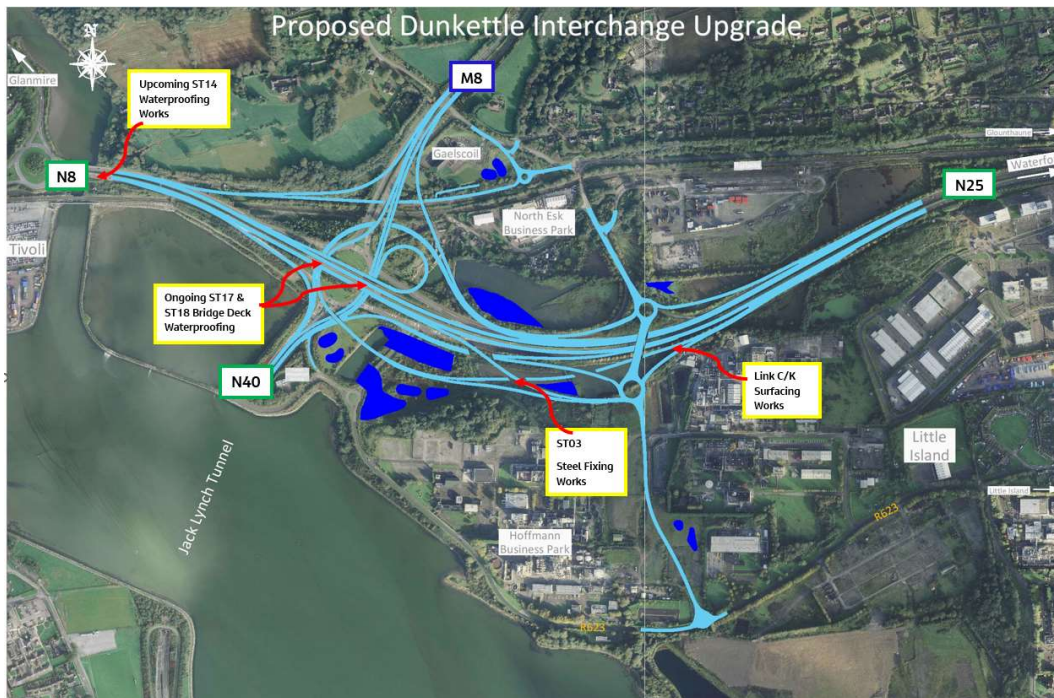 Proposed Dunkettle Interchange Upgrade
N
Glanmire
Upcoming ST14
Waterproofing
Works
M8
Gaelscoil
Glounthaune
Waterfo
N8
N25
North Esk
Business Park
Tivoli
Ongoing ST17 &
ST18 Bridge Deck
Waterproofing
N40
Link C/K
Surfacing
Works
ST03
Steel Fixing
Works
Little
Island
Jack Lynch Tunnel
Little Island
R623
Hoffmann
Business Park
R623